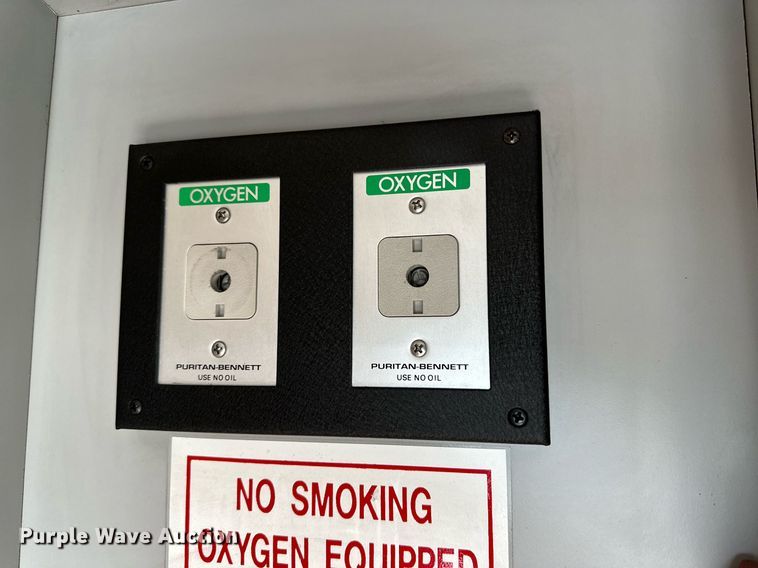 OXYGEN
OXYGEN
PURITAN-BENNETT
USE NO OIL
PURITAN-BENNETT
USE NO OIL
NO SMOKING
OXYGEN EQUIPPED
Purple Wave Auction